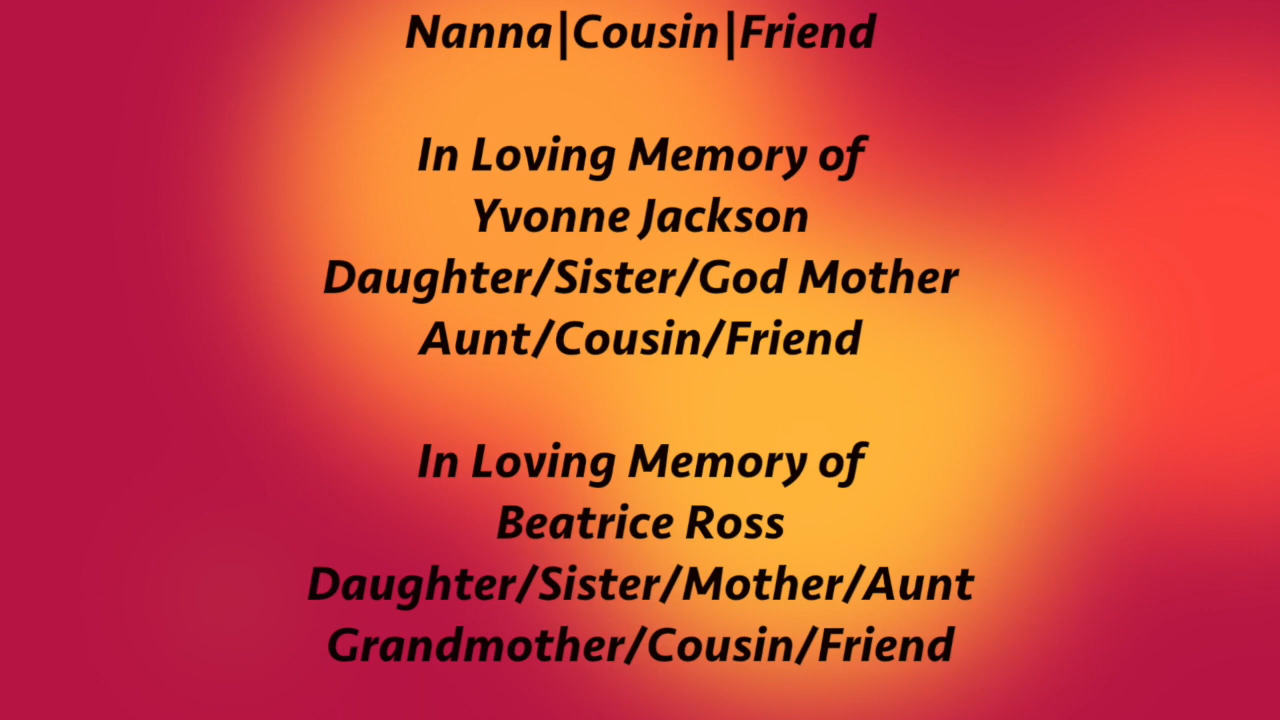 Nanna|Cousin|Friend
In Loving Memory of
Yvonne Jackson
Daughter/Sister/God Mother
Aunt/Cousin/Friend
In Loving Memory of
Beatrice Ross
Daughter/Sister/Mother/Aunt
Grandmother/Cousin/Friend